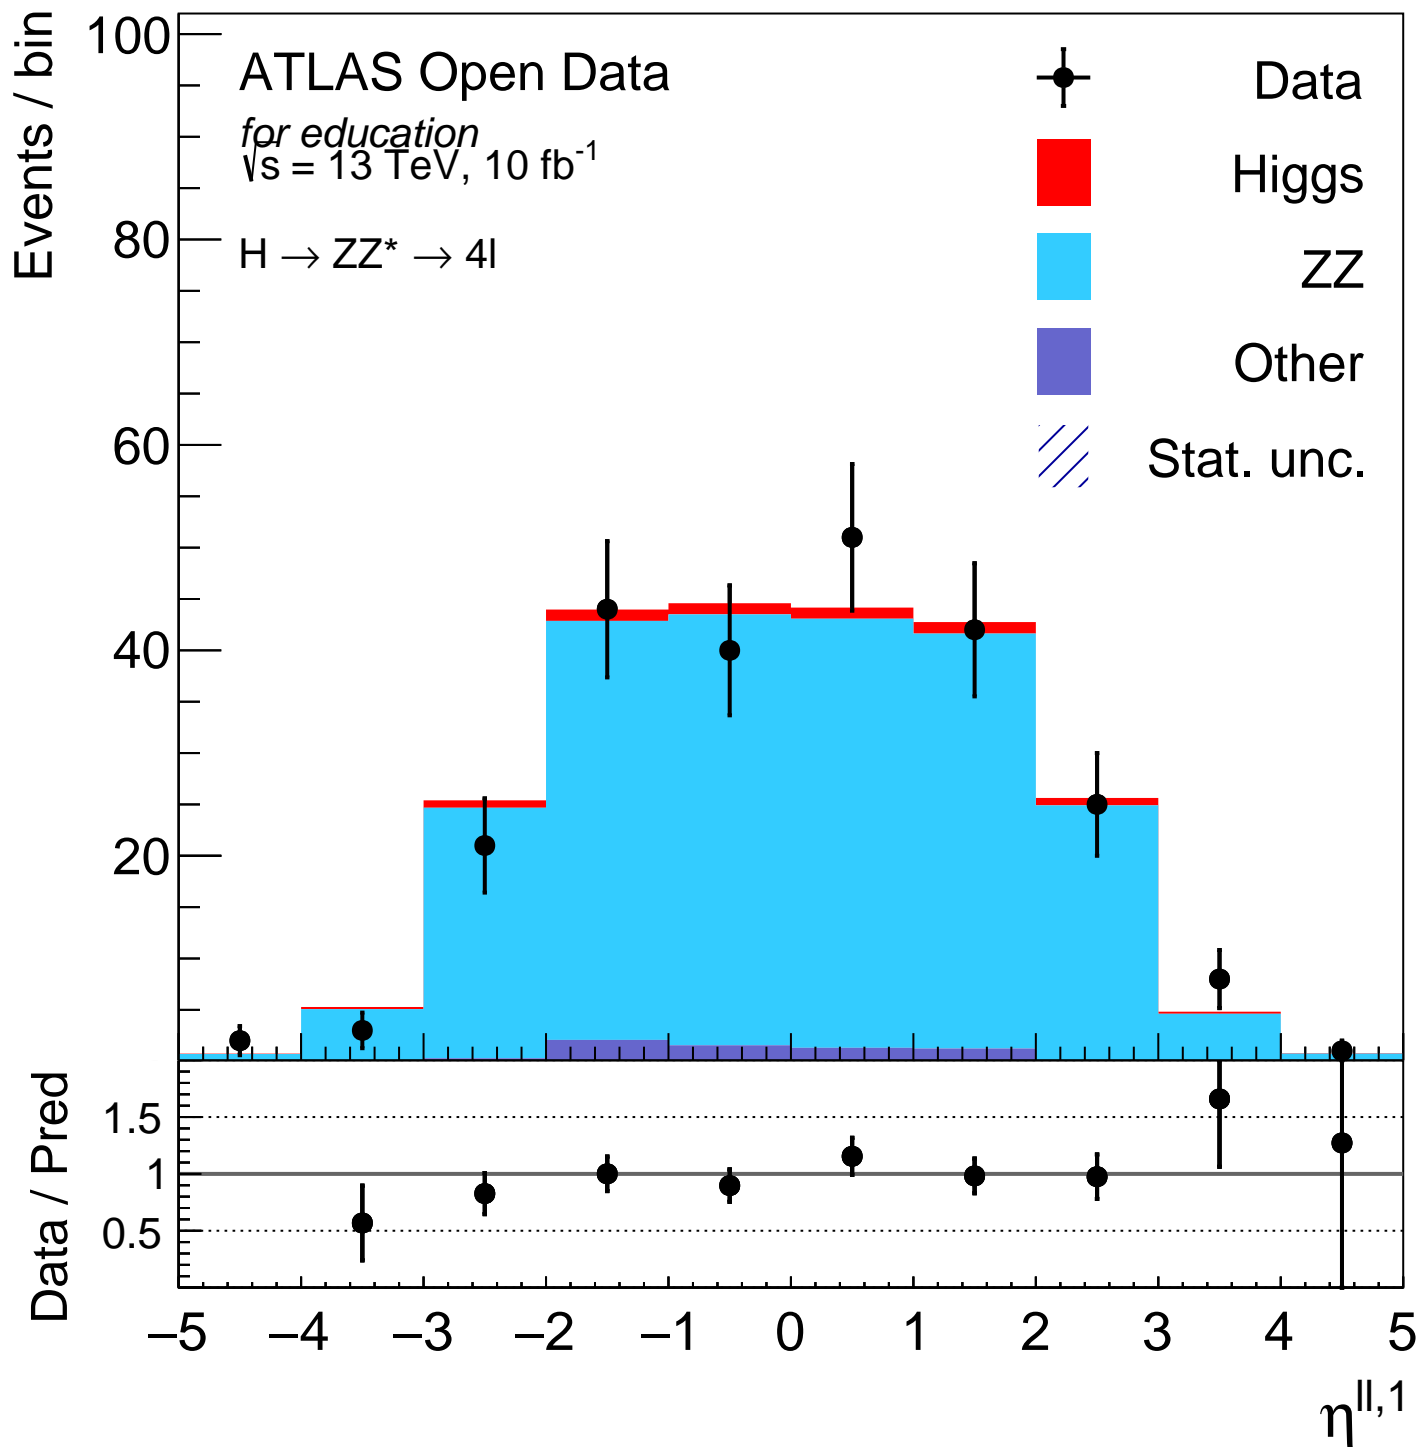 Events / bin
100
80
60
40
20
ATLAS Open Data
for education
√s = 13 TeV, 10 fb⁻¹
H → ZZ* → 4l
Data
Higgs
ZZ
Other
Stat. unc.
Data / Pred
1.5
1
0.5
−5 −4 −3 −2 −1 0 1 2 3 4 5
η^ll,1